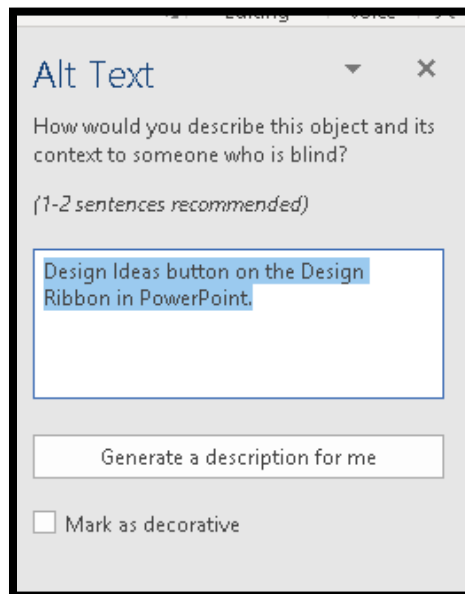 Alt Text
How would you describe this object and its
context to someone who is blind?
(1-2 sentences recommended)
Design Ideas button on the Design
Ribbon in PowerPoint.
Generate a description for me
Mark as decorative